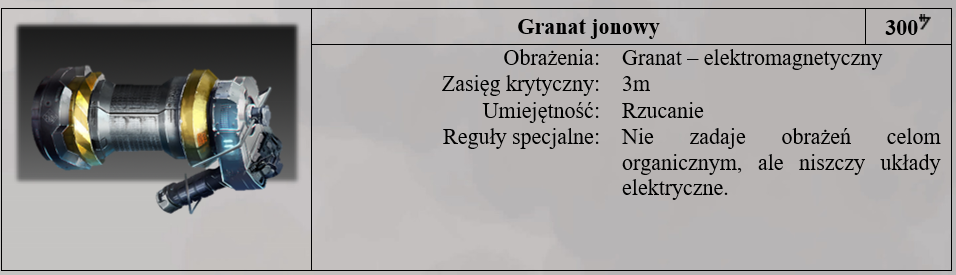 Granat jonowy 300
Obrażenia: Granat – elektromagnetyczny
Zasięg krytyczny: 3m
Umiejętność: Rzucanie
Reguły specjalne: Nie zadaje obrażeń celom
organicznym, ale niszczy układy
elektryczne.